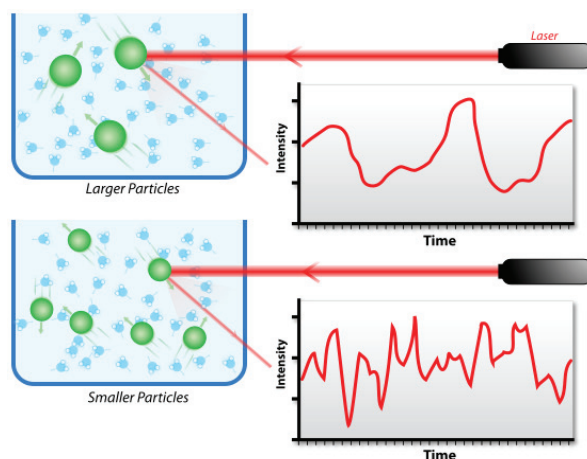 Laser
Intensity
Time
Larger Particles
Intensity
Time
Smaller Particles